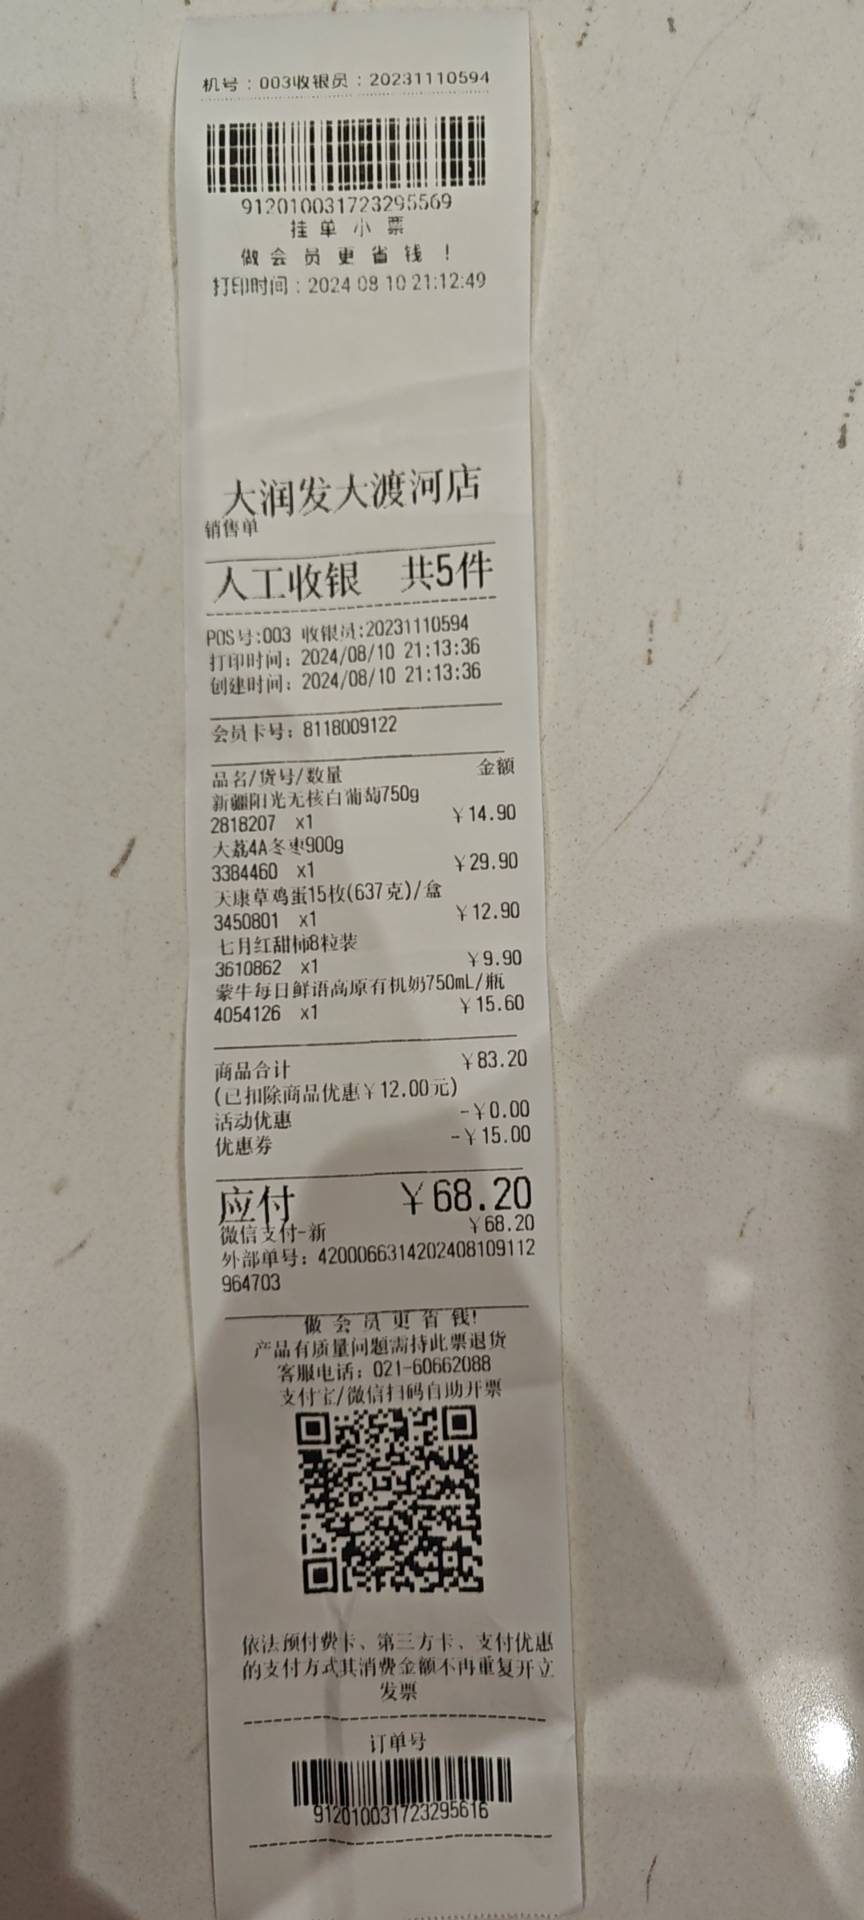 机号：003收银员：20231110594
912010031723295569
挂单小票
做会员更省钱！
打印时间：2024 08 10 21:12:49
大润发大渡河店
销售单
人工收银 共5件
POS号:003 收银员:20231110594
打印时间: 2024/08/10 21:13:36
创建时间: 2024/08/10 21:13:36
会员卡号: 8118009122
品名/货号/数量 金额
新疆阳光无核白葡萄750g
2818207 x1 ￥14.90
大荔4A冬枣900g
3384460 x1 ￥29.90
天康草鸡蛋15枚(637克)/盒
3450801 x1 ￥12.90
七月红甜柿8粒装
3610862 x1 ￥9.90
蒙牛每日鲜语高原有机奶750mL/瓶
4054126 x1 ￥15.60
商品合计 ￥83.20
(已扣除商品优惠￥12.00元)
活动优惠 -￥0.00
优惠券 -￥15.00
应付 ￥68.20
微信支付-新 ￥68.20
外部单号: 4200066314202408109112
964703
做会员更省钱!
产品有质量问题需持此票退货
客服电话: 021-60662088
支付宝/微信扫码自助开票
依法预付费卡、第三方卡、支付优惠
的支付方式其消费金额不再重复开立
发票
订单号
912010031723295616